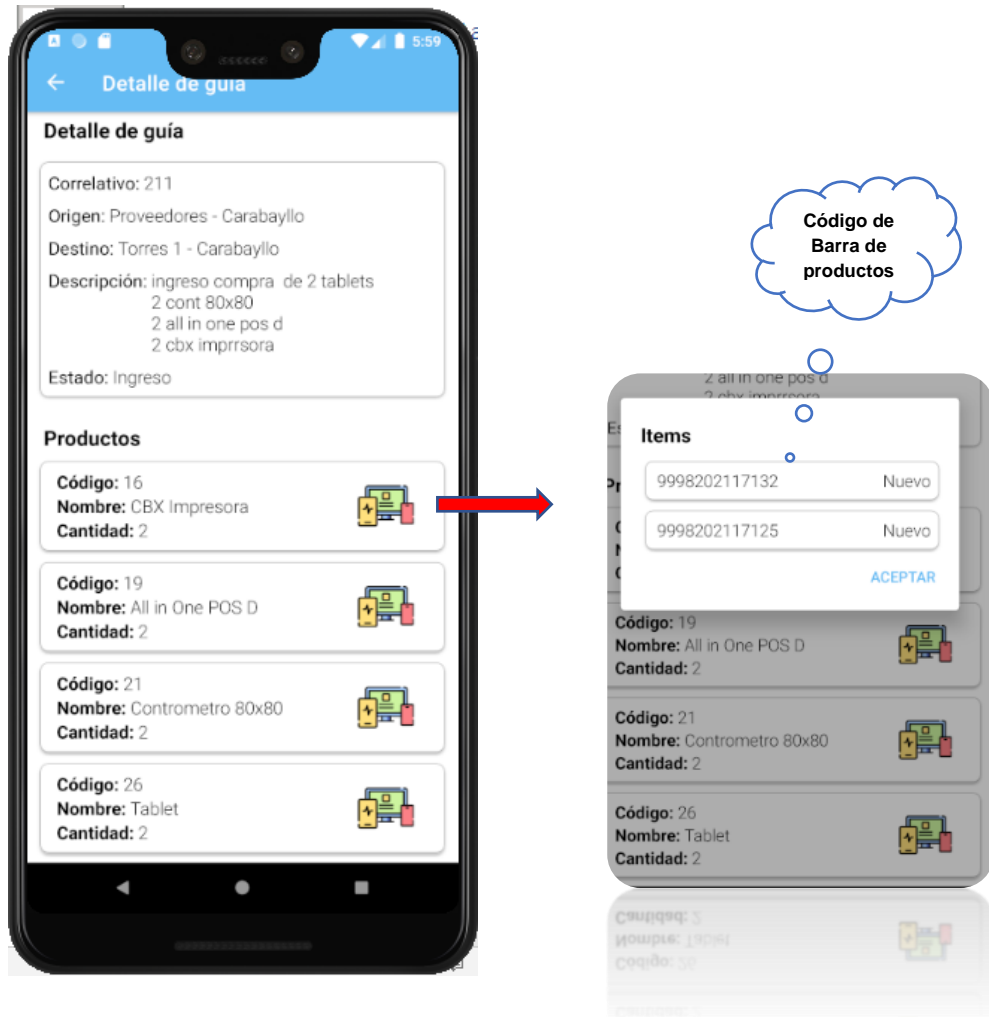 5:59
Detalle de guía
Detalle de guía
Correlativo: 211
Origen: Proveedores - Carabayllo
Destino: Torres 1 - Carabayllo
Descripción: ingreso compra de 2 tablets
2 cont 80x80
2 all in one pos d
2 cbx imprrsora
Estado: Ingreso
Productos
Código: 16
Nombre: CBX Impresora
Cantidad: 2
Código: 19
Nombre: All in One POS D
Cantidad: 2
Código: 21
Nombre: Contrometro 80x80
Cantidad: 2
Código: 26
Nombre: Tablet
Cantidad: 2
Código de
Barra de
productos
2 all in one pos d
2 cbx imprrsora
Items
9998202117132 Nuevo
9998202117125 Nuevo
ACEPTAR
Código: 19
Nombre: All in One POS D
Cantidad: 2
Código: 21
Nombre: Contrometro 80x80
Cantidad: 2
Código: 26
Nombre: Tablet
Cantidad: 2